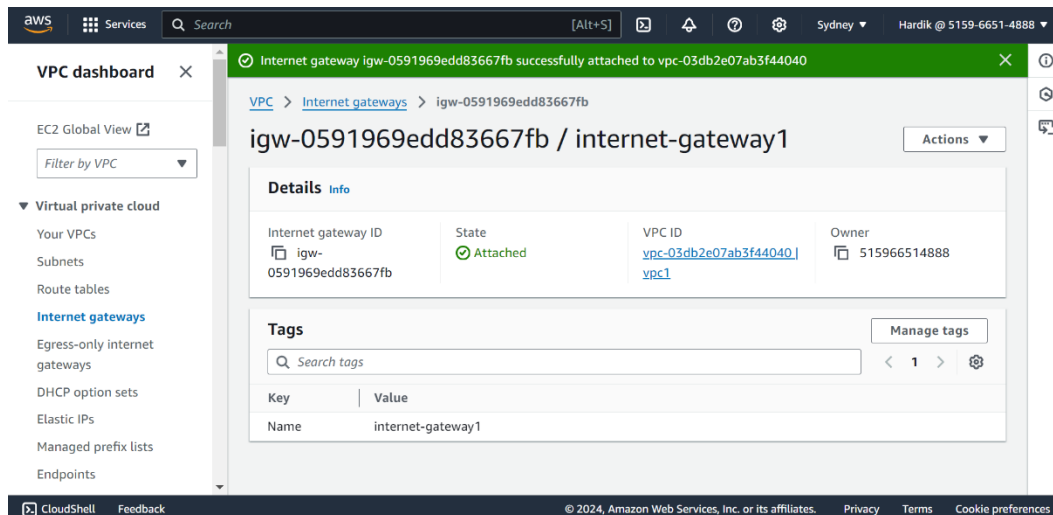 aws
Services
Search
[Alt+S]
Sydney ▼
Hardik @ 5159-6651-4888 ▼
VPC dashboard
EC2 Global View
Filter by VPC
Virtual private cloud
Your VPCs
Subnets
Route tables
Internet gateways
Egress-only internet
gateways
DHCP option sets
Elastic IPs
Managed prefix lists
Endpoints
Internet gateway igw-0591969edd83667fb successfully attached to vpc-03db2e07ab3f44040
VPC > Internet gateways > igw-0591969edd83667fb
igw-0591969edd83667fb / internet-gateway1
Actions ▼
Details Info
Internet gateway ID
igw-
0591969edd83667fb
State
Attached
VPC ID
vpc-03db2e07ab3f44040 |
vpc1
Owner
515966514888
Tags
Manage tags
Search tags
< 1 >
Key Value
Name internet-gateway1
CloudShell Feedback
© 2024, Amazon Web Services, Inc. or its affiliates.
Privacy Terms Cookie preferences